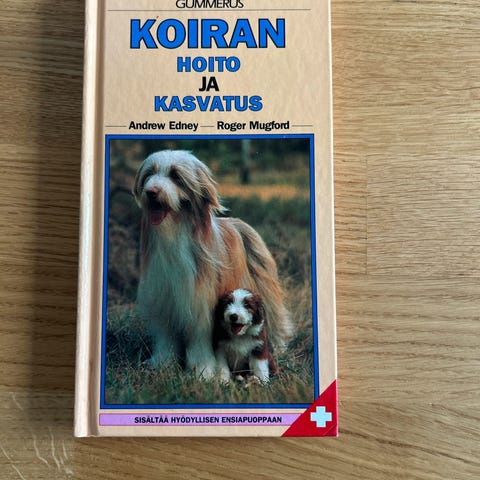 GUMMERUS
KOIRAN
HOITO
JA
KASVATUS
Andrew Edney — Roger Mugford
SISÄLTÄÄ HYÖDYLLISEN ENSIAPUOPPAAN